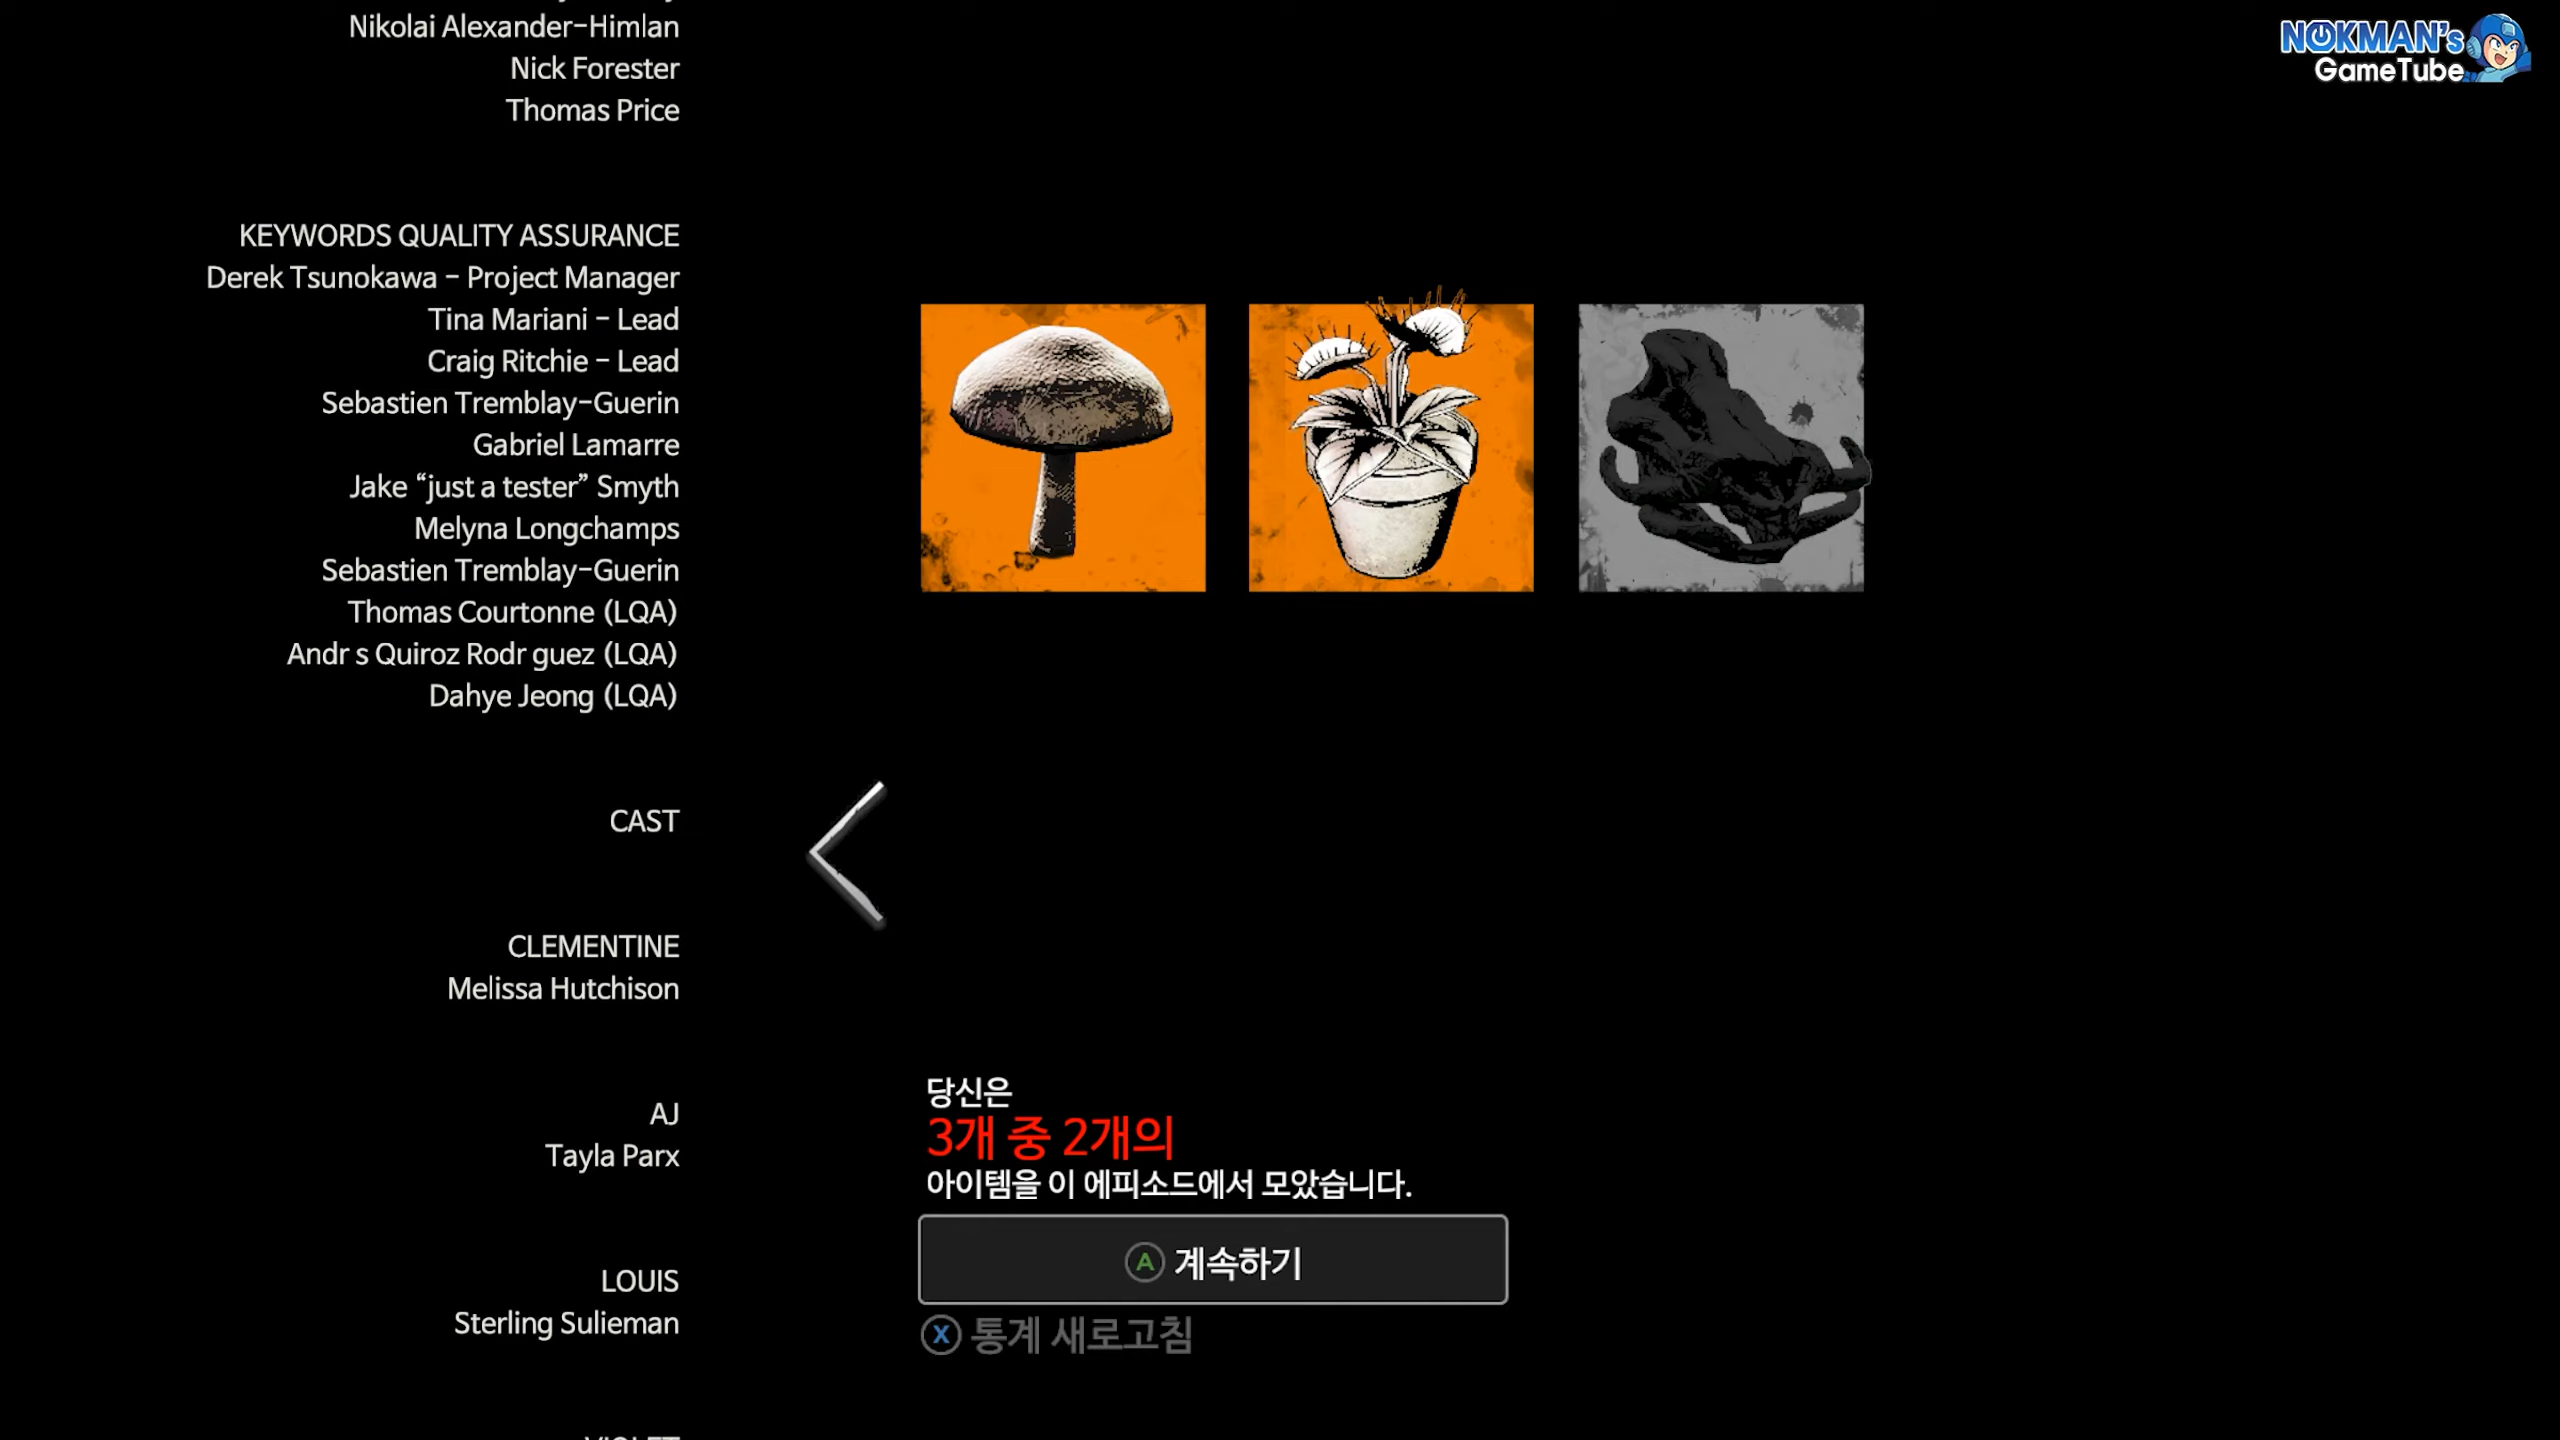 Nikolai Alexander-Himlan
Nick Forester
Thomas Price
KEYWORDS QUALITY ASSURANCE
Derek Tsunokawa - Project Manager
Tina Mariani - Lead
Craig Ritchie - Lead
Sebastien Tremblay-Guerin
Gabriel Lamarre
Jake “just a tester” Smyth
Melyna Longchamps
Sebastien Tremblay-Guerin
Thomas Courtonne (LQA)
Andr s Quiroz Rodr guez (LQA)
Dahye Jeong (LQA)
CAST
CLEMENTINE
Melissa Hutchison
AJ
Tayla Parx
LOUIS
Sterling Sulieman
NOKMAN's
GameTube
당신은
3개 중 2개의
아이템을 이 에피소드에서 모았습니다.
A 계속하기
X 통계 새로고침